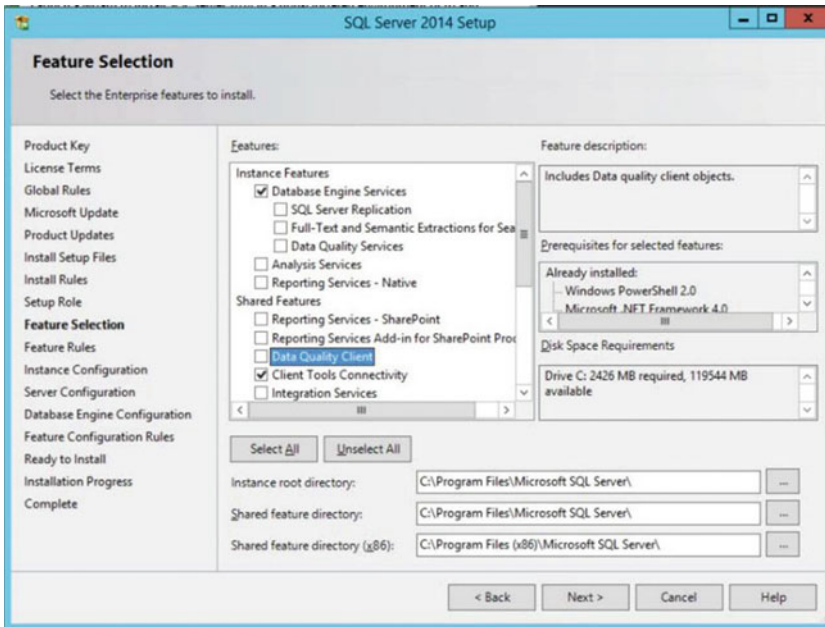 SQL Server 2014 Setup
Feature Selection
Select the Enterprise features to install.
Product Key
License Terms
Global Rules
Microsoft Update
Product Updates
Install Setup Files
Install Rules
Setup Role
Feature Selection
Feature Rules
Instance Configuration
Server Configuration
Database Engine Configuration
Feature Configuration Rules
Ready to Install
Installation Progress
Complete
Features:
Instance Features
Database Engine Services
SQL Server Replication
Full-Text and Semantic Extractions for Sea
Data Quality Services
Analysis Services
Reporting Services - Native
Shared Features
Reporting Services - SharePoint
Reporting Services Add-in for SharePoint Proc
Data Quality Client
Client Tools Connectivity
Integration Services
Feature description:
Includes Data quality client objects.
Prerequisites for selected features:
Already installed:
Windows PowerShell 2.0
Microsoft .NET Framework 4.0
Disk Space Requirements
Drive C: 2426 MB required, 119544 MB
available
Select All
Unselect All
Instance root directory:
C:\Program Files\Microsoft SQL Server\
...
Shared feature directory:
C:\Program Files\Microsoft SQL Server\
...
Shared feature directory (x86):
C:\Program Files (x86)\Microsoft SQL Server\
...
< Back
Next >
Cancel
Help